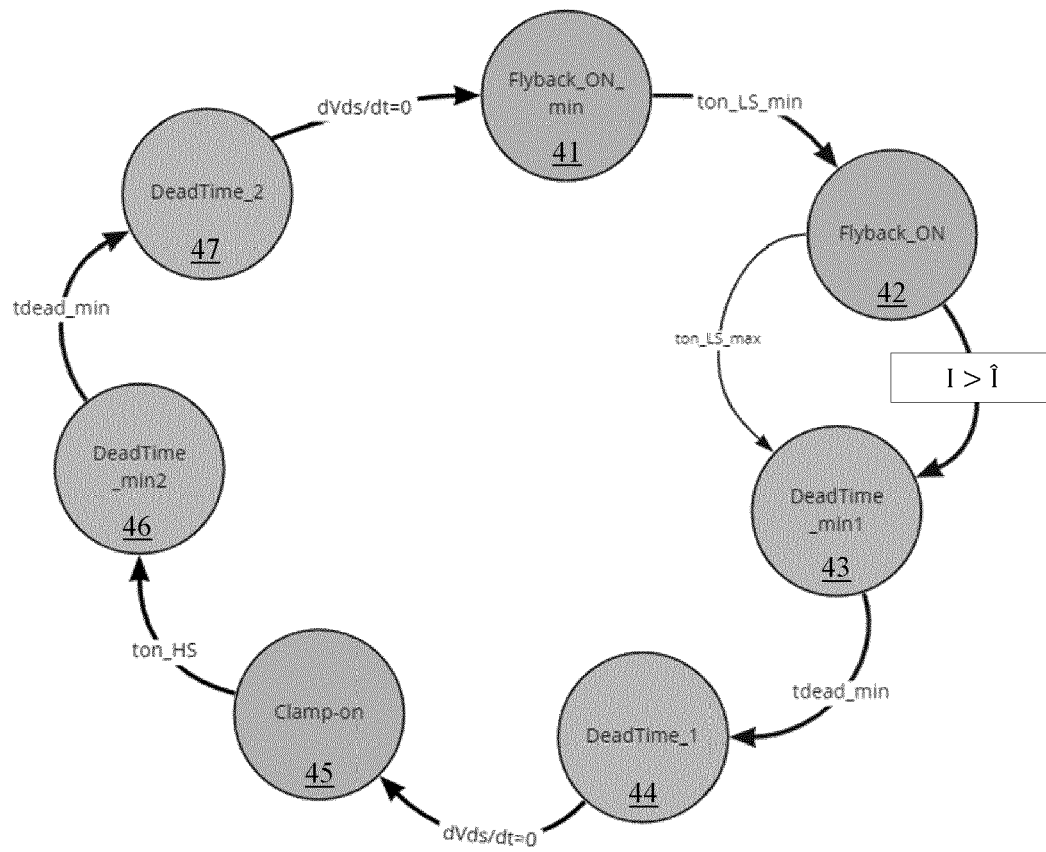 Flyback_ON_
min
41
ton_LS_min
Flyback_ON
42
ton_LS_max
I > Î
DeadTime
_min1
43
tdead_min
DeadTime_1
44
dVds/dt=0
Clamp-on
45
ton_HS
DeadTime
_min2
46
tdead_min
DeadTime_2
47
dVds/dt=0